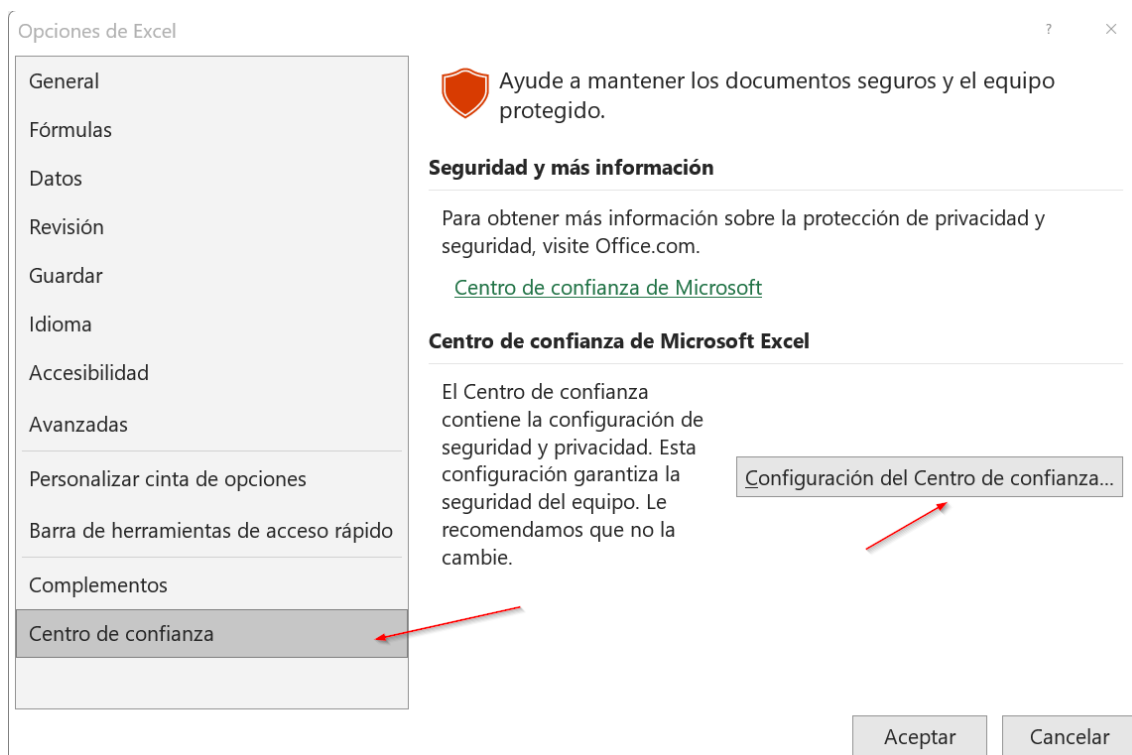 Opciones de Excel
?
General
Fórmulas
Datos
Revisión
Guardar
Idioma
Accesibilidad
Avanzadas
Personalizar cinta de opciones
Barra de herramientas de acceso rápido
Complementos
Centro de confianza
Ayude a mantener los documentos seguros y el equipo
protegido.
Seguridad y más información
Para obtener más información sobre la protección de privacidad y
seguridad, visite Office.com.
Centro de confianza de Microsoft
Centro de confianza de Microsoft Excel
El Centro de confianza
contiene la configuración de
seguridad y privacidad. Esta
configuración garantiza la
seguridad del equipo. Le
recomendamos que no la
cambie.
Configuración del Centro de confianza...
Aceptar
Cancelar